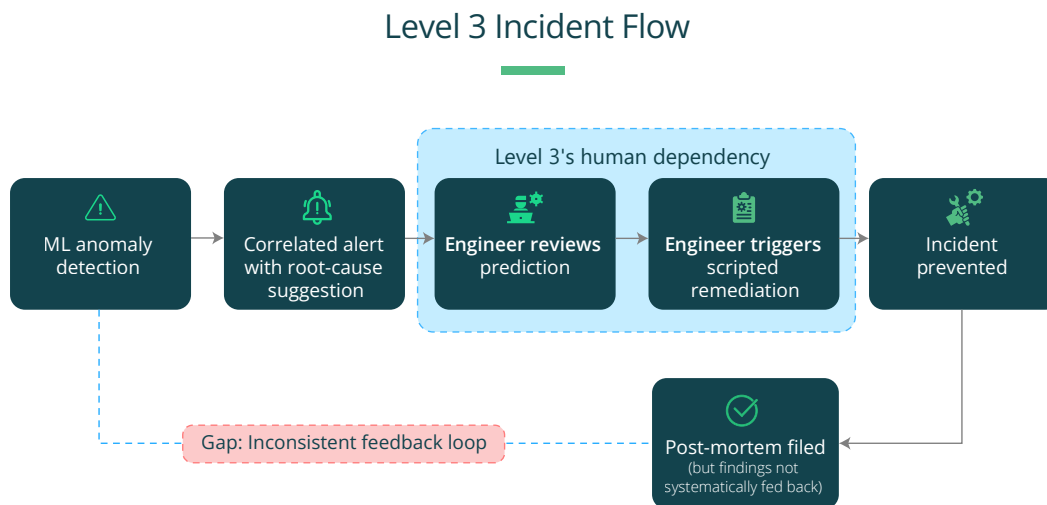 Level 3 Incident Flow
Level 3's human dependency
ML anomaly
detection
Correlated alert
with root-cause
suggestion
Engineer reviews
prediction
Engineer triggers
scripted
remediation
Incident
prevented
Gap: Inconsistent feedback loop
Post-mortem filed
(but findings not
systematically fed back)